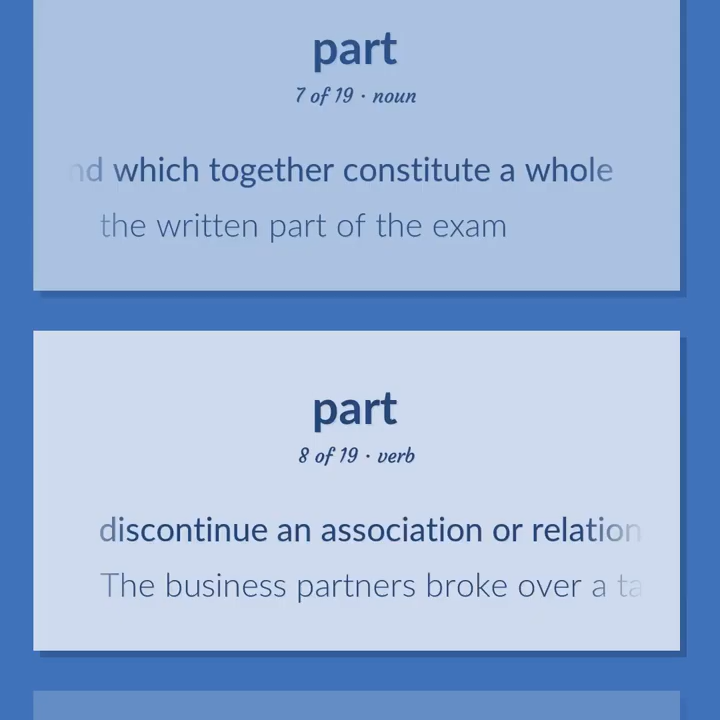 part
7 of 19 · noun
which together constitute a whole
the written part of the exam
part
8 of 19 · verb
discontinue an association or relation
The business partners broke over a